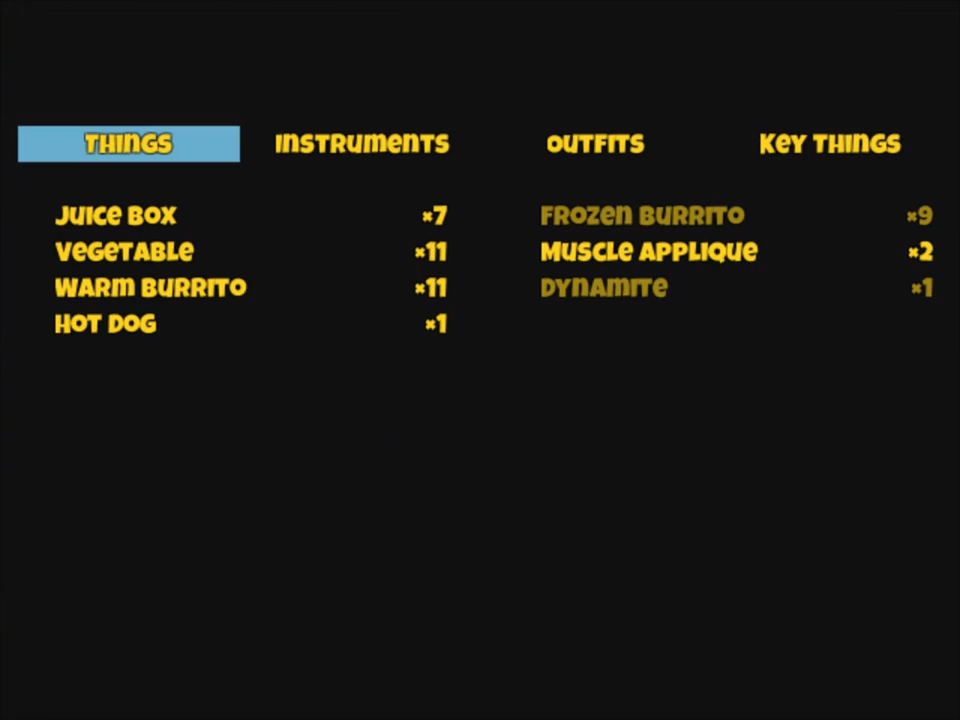 THINGS INSTRUMENTS OUTFITS KEY THINGS
JUICE BOX ×7 FROZEN BURRITO ×9
VEGETABLE ×11 MUSCLE APPLIQUE ×2
WARM BURRITO ×11 DYNAMITE ×1
HOT DOG ×1